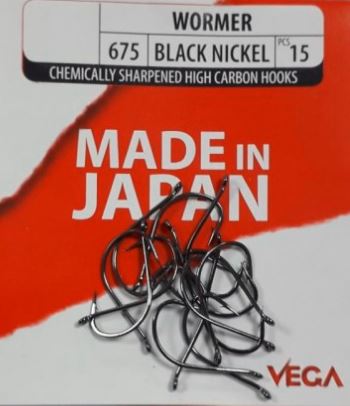 WORMER
675 BLACK NICKEL PCS 15
CHEMICALLY SHARPENED HIGH CARBON HOOKS
MADE IN
JAPAN
VEGA